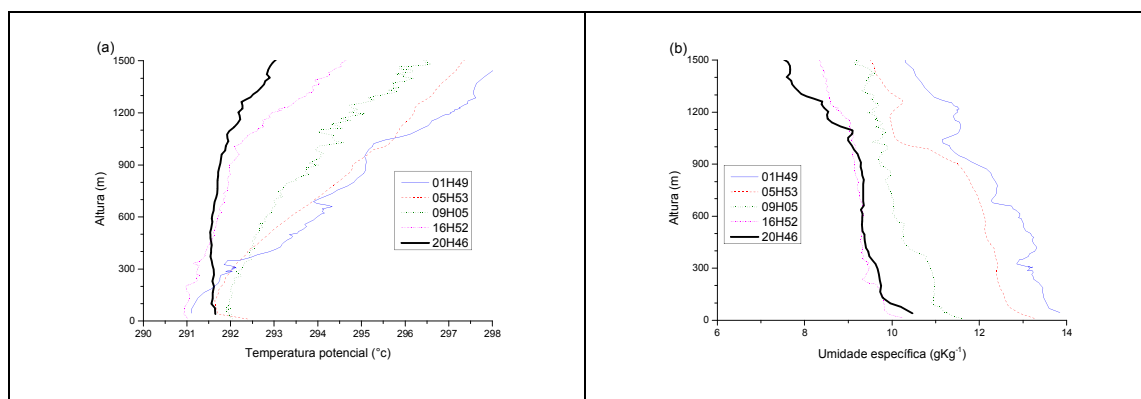 (a)
1500
1200
900
600
300
0
Altura (m)
01H49
05H53
09H05
16H52
20H46
290 291 292 293 294 295 296 297 298
Temperatura potencial (°c)
(b)
1500
1200
900
600
300
0
Altura (m)
01H49
05H53
09H05
16H52
20H46
6 8 10 12 14
Umidade específica (gKg-1)